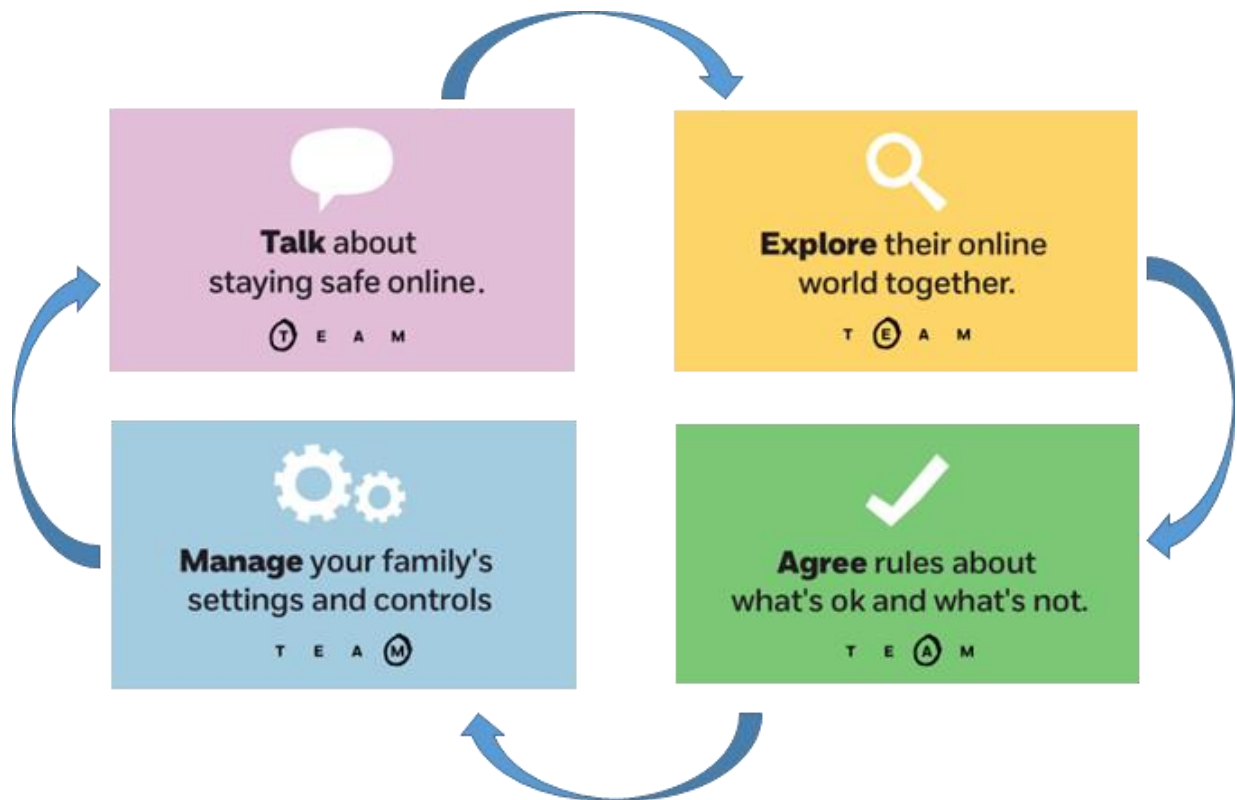 Talk about
staying safe online.
T E A M
Explore their online
world together.
T E A M
Agree rules about
what's ok and what's not.
T E A M
Manage your family's
settings and controls
T E A M